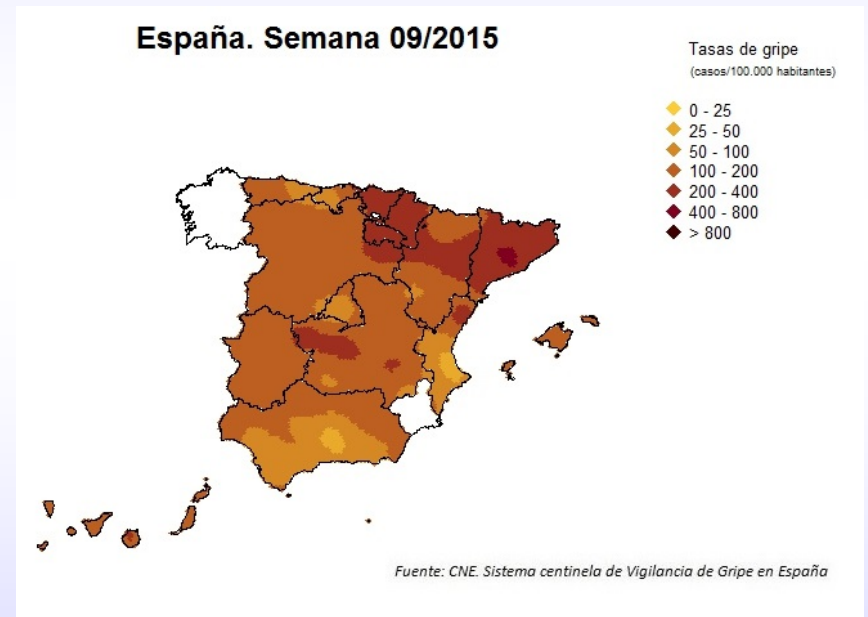 España. Semana 09/2015
Tasas de gripe
(casos/100.000 habitantes)
0 - 25
25 - 50
50 - 100
100 - 200
200 - 400
400 - 800
> 800
Fuente: CNE. Sistema centinela de Vigilancia de Gripe en España